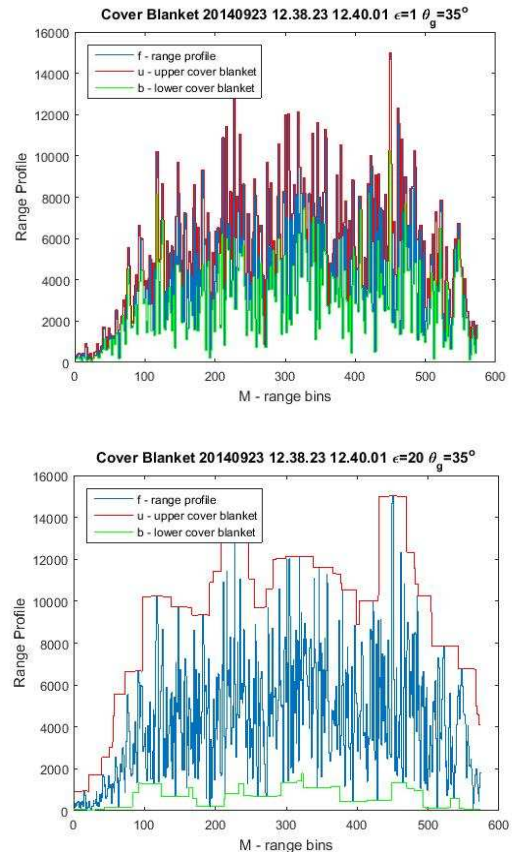 Cover Blanket 20140923 12.38.23 12.40.01 ϵ=1 θg=35o
16000
14000
12000
10000
8000
6000
4000
2000
0
Range Profile
f - range profile
u - upper cover blanket
b - lower cover blanket
0 100 200 300 400 500 600
M - range bins
Cover Blanket 20140923 12.38.23 12.40.01 ϵ=20 θg=35o
16000
14000
12000
10000
8000
6000
4000
2000
0
Range Profile
f - range profile
u - upper cover blanket
b - lower cover blanket
0 100 200 300 400 500 600
M - range bins